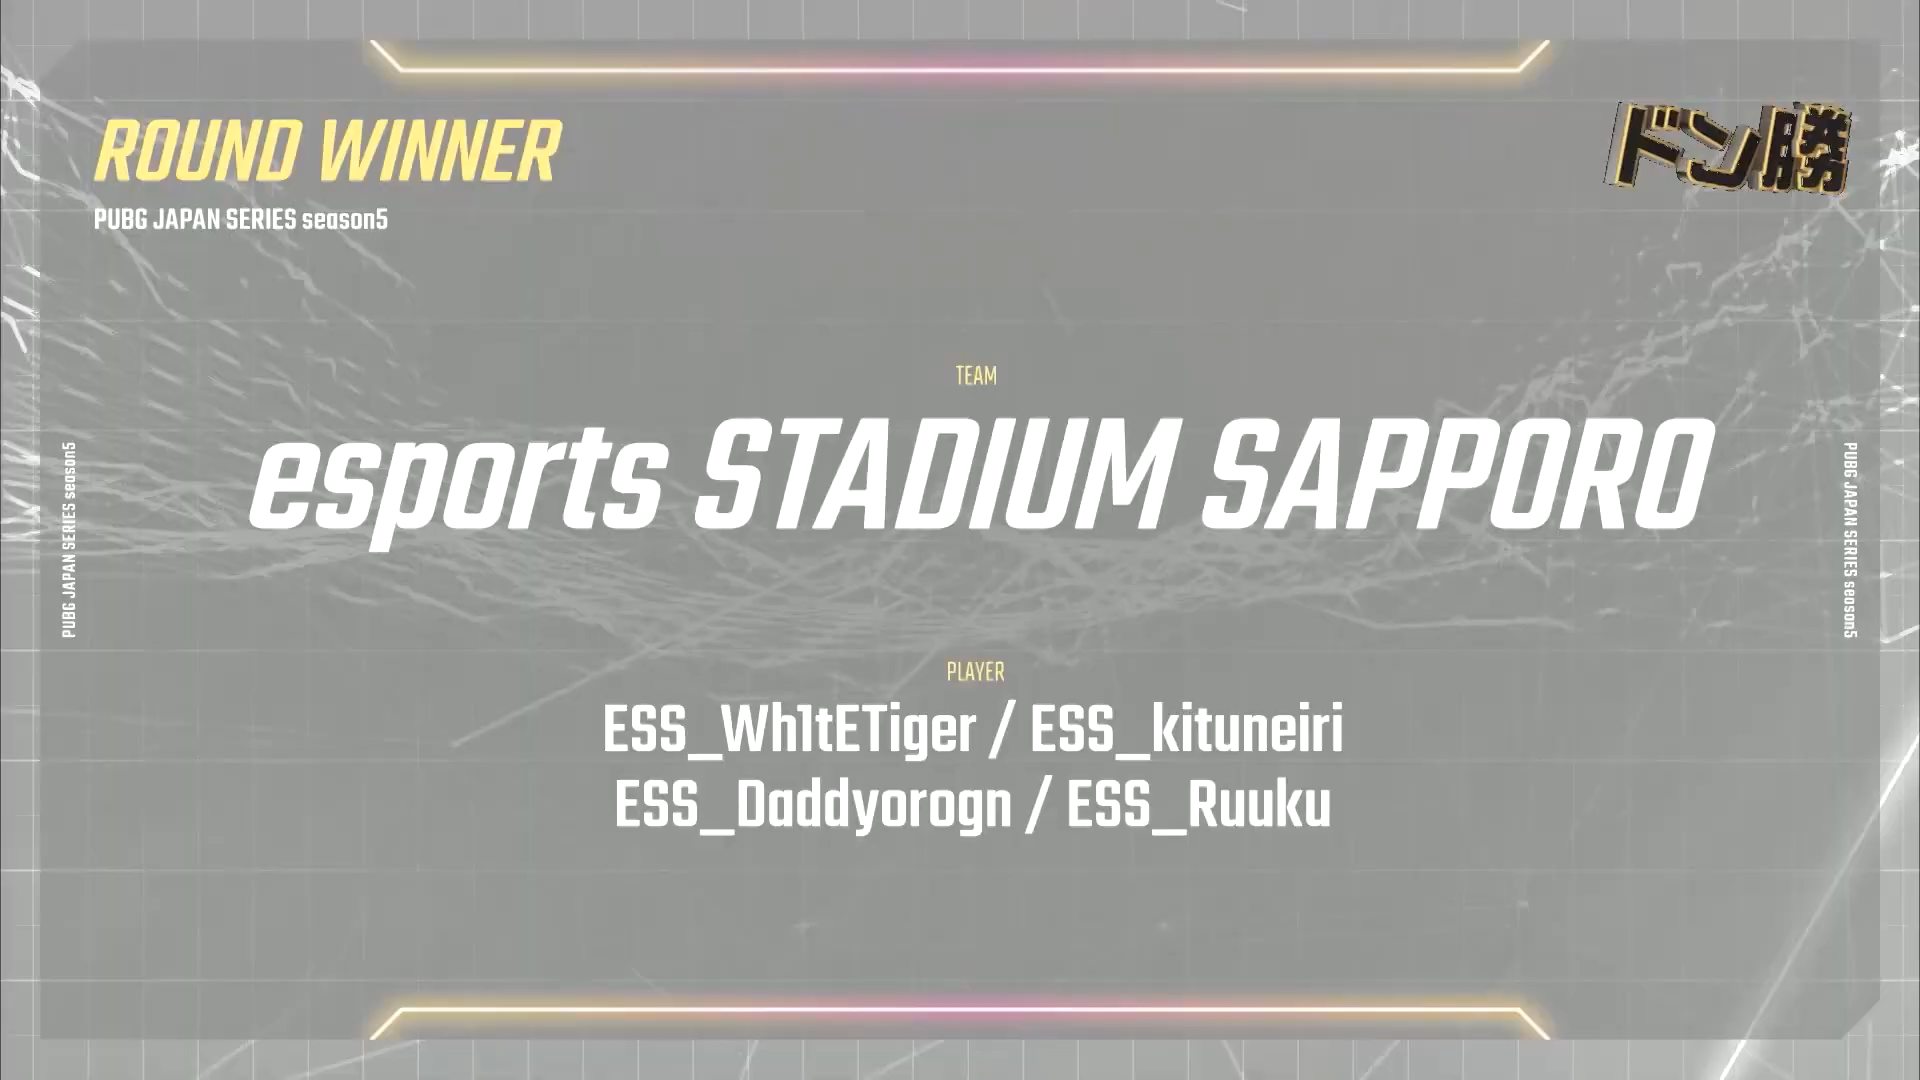 ROUND WINNER
PUBG JAPAN SERIES season5
ドン勝
TEAM
esports STADIUM SAPPORO
PUBG JAPAN SERIES season5
PUBG JAPAN SERIES season5
PLAYER
ESS_Wh1tETiger / ESS_kituneiri
ESS_Daddyorogn / ESS_Ruuku